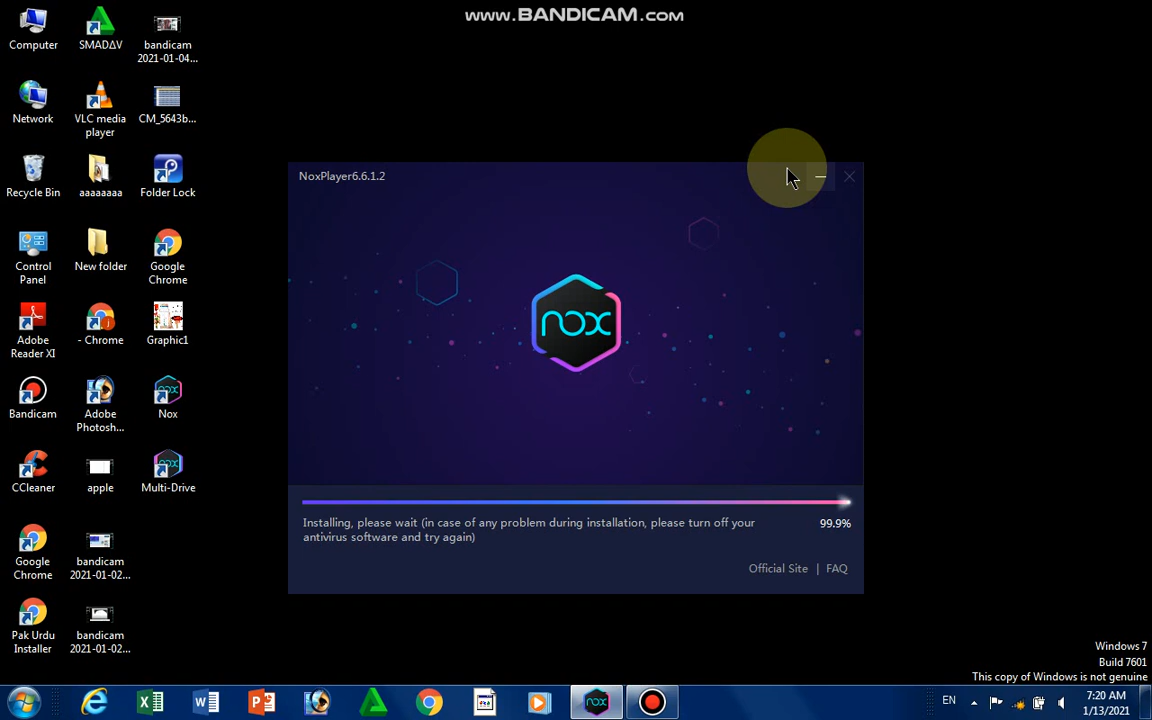 www.BANDICAM.com
Computer
SMADΔV
bandicam
2021-01-04...
Network
VLC media
player
CM_5643b...
Recycle Bin
aaaaaaaa
Folder Lock
Control
Panel
New folder
Google
Chrome
Adobe
Reader XI
- Chrome
Graphic1
Bandicam
Adobe
Photosh...
Nox
CCleaner
apple
Multi-Drive
Google
Chrome
bandicam
2021-01-02...
Pak Urdu
Installer
bandicam
2021-01-02...
NoxPlayer6.6.1.2
nox
Installing, please wait (in case of any problem during installation, please turn off your
antivirus software and try again)
99.9%
Official Site | FAQ
Windows 7
Build 7601
This copy of Windows is not genuine
EN
7:20 AM
1/13/2021